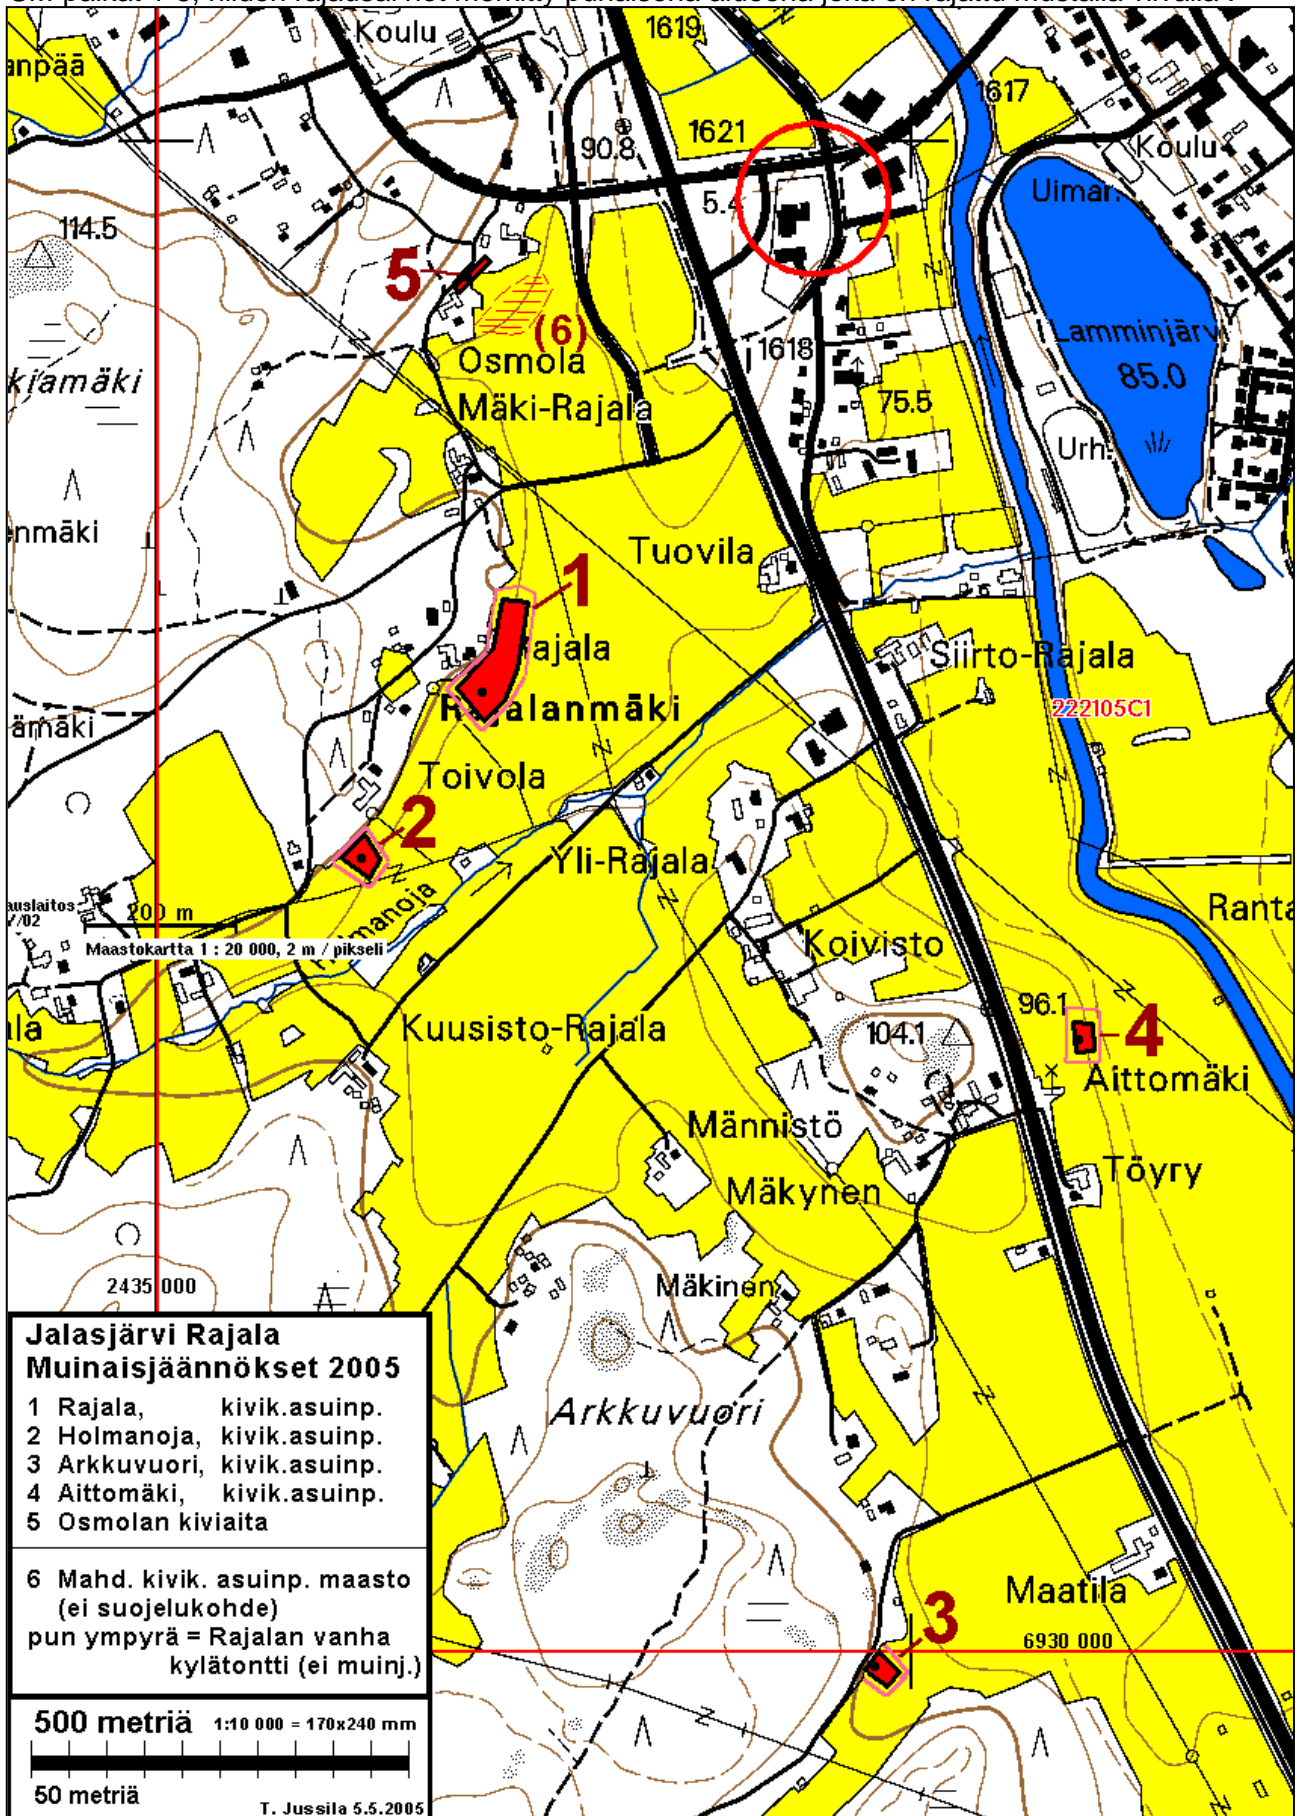 Koulu
1619
anpää
1617
1621
90.8
Koulu
Uimar.
5.4
114.5
5
(6)
Osmola
1618
Lamminjärvi
85.0
kiamäki
Mäki-Rajala
75.5
Urh.
enmäki
Tuovila
1
ajala
Siirto-Rajala
222105C1
Rajalanmäki
ämäki
Toivola
2
Yli-Rajala
auslaitos
/02
200 m
Ranta
Maastokartta 1 : 20 000, 2 m / pikseli
manoja
Koivisto
96.1
4
ala
Kuusisto-Rajala
104.1
Aittomäki
Männistö
Töyry
Mäkynen
2435 000
Mäkinen
Arkkuvuori
Maatila
3
6930 000
Jalasjärvi Rajala
Muinaisjäännökset 2005
1 Rajala, kivik.asuinp.
2 Holmanoja, kivik.asuinp.
3 Arkkuvuori, kivik.asuinp.
4 Aittomäki, kivik.asuinp.
5 Osmolan kiviaita
6 Mahd. kivik. asuinp. maasto
(ei suojelukohde)
pun ympyrä = Rajalan vanha
kylätontti (ei muinj.)
500 metriä 1:10 000 = 170x240 mm
50 metriä
T. Jussila 5.5.2005